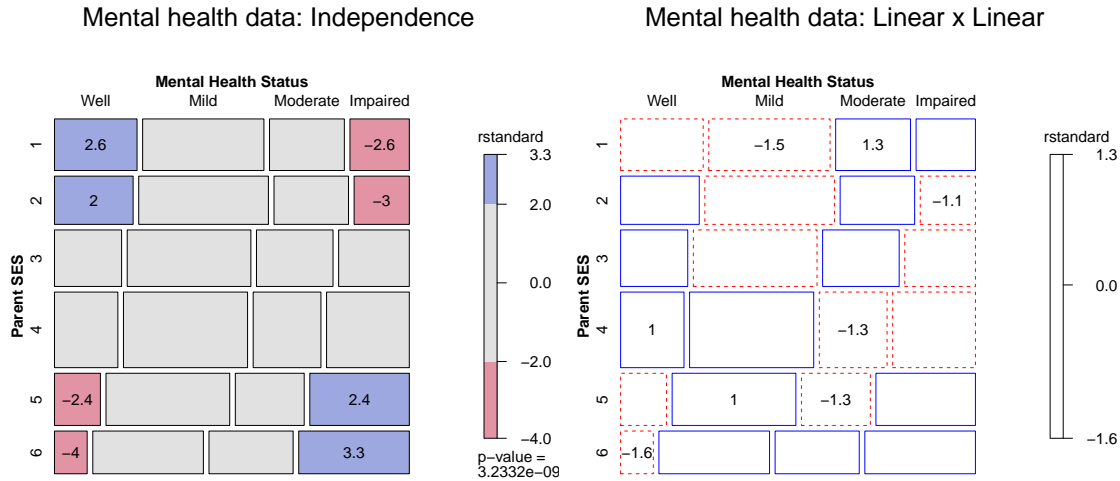 Mental health data: Independence
Mental Health Status
Well Mild Moderate Impaired
Parent SES
1 2.6 −2.6
2 2 −3
3
4
5 −2.4 2.4
6 −4 3.3
rstandard
3.3
2.0
0.0
−2.0
−4.0
p−value =
3.2332e−09
Mental health data: Linear x Linear
Mental Health Status
Well Mild Moderate Impaired
Parent SES
1 −1.5 1.3
2 −1.1
3
4 1 −1.3
5 1 −1.3
6 −1.6
rstandard
1.3
0.0
−1.6